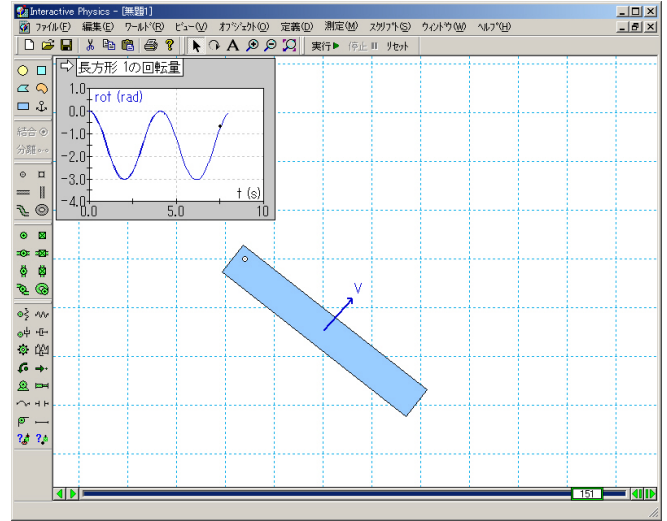 Interactive Physics - [無題1]
ファイル(F) 編集(E) ワールド(R) ビュー(V) オブジェクト(O) 定義(D) 測定(M) スクリプト(S) ウィンドウ(W) ヘルプ(H)
A 実行 停止 リセット
長方形 1の回転量
rot (rad)
1.0
0.0
-1.0
-2.0
-3.0
-4.0
t (s)
0.0 5.0 10
結合
分離
V
151